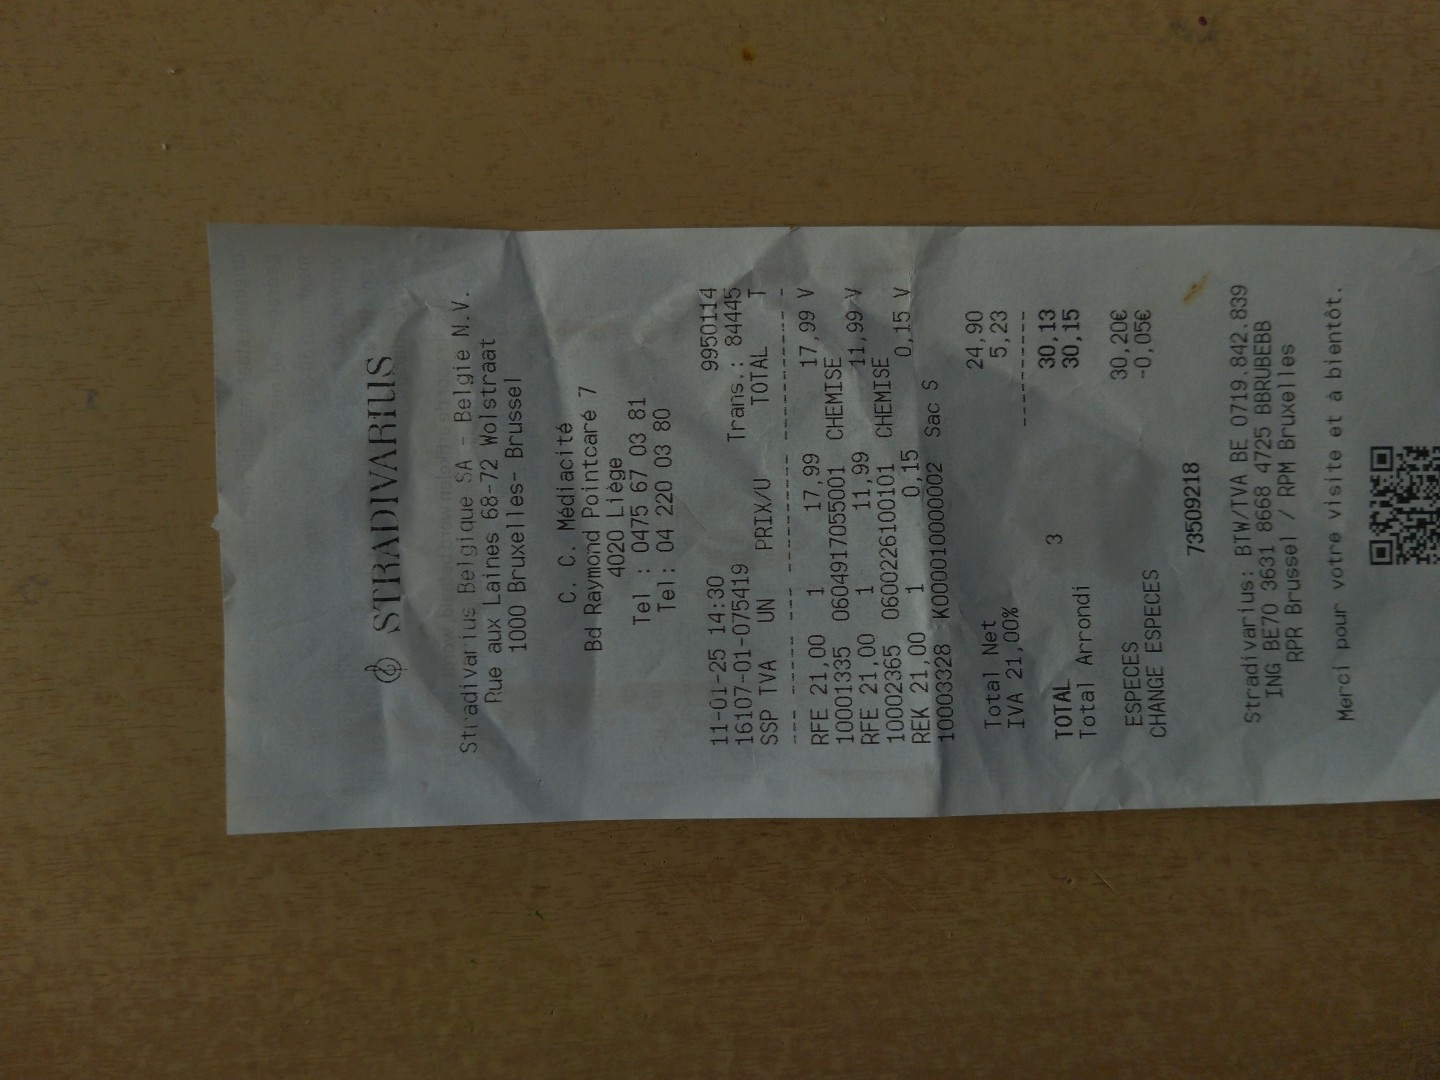 STRADIVARIUS
Stradivarius Belgique SA - Belgie N.V.
Rue aux Laines 68-72 Wolstraat
1000 Bruxelles- Brussel
C. C. Médiacité
Bd Raymond Pointcaré 7
4020 Liège
Tel : 0475 67 03 81
Tel: 04 220 03 80
11-01-25 14:30 9950114
16107-01-075419 Trans.: 84445
SSP TVA UN PRIX/U TOTAL T
--- ----- --- ---------- ---------- -
RFE 21,00 1 17,99 17,99 V
10001335 0604917055001 CHEMISE
RFE 21,00 1 11,99 11,99 V
10002365 0600226100101 CHEMISE
REK 21,00 1 0,15 0,15 V
10003328 K000010000002 Sac S
Total Net 24,90
IVA 21,00% 5,23
----------
TOTAL 3 30,13
Total Arrondi 30,15
ESPECES 30,20€
CHANGE ESPECES -0,05€
73509218
Stradivarius: BTW/TVA BE 0719.842.839
ING BE70 3631 8668 4725 BBRUBEBB
RPR Brussel / RPM Bruxelles
Merci pour votre visite et à bientôt.